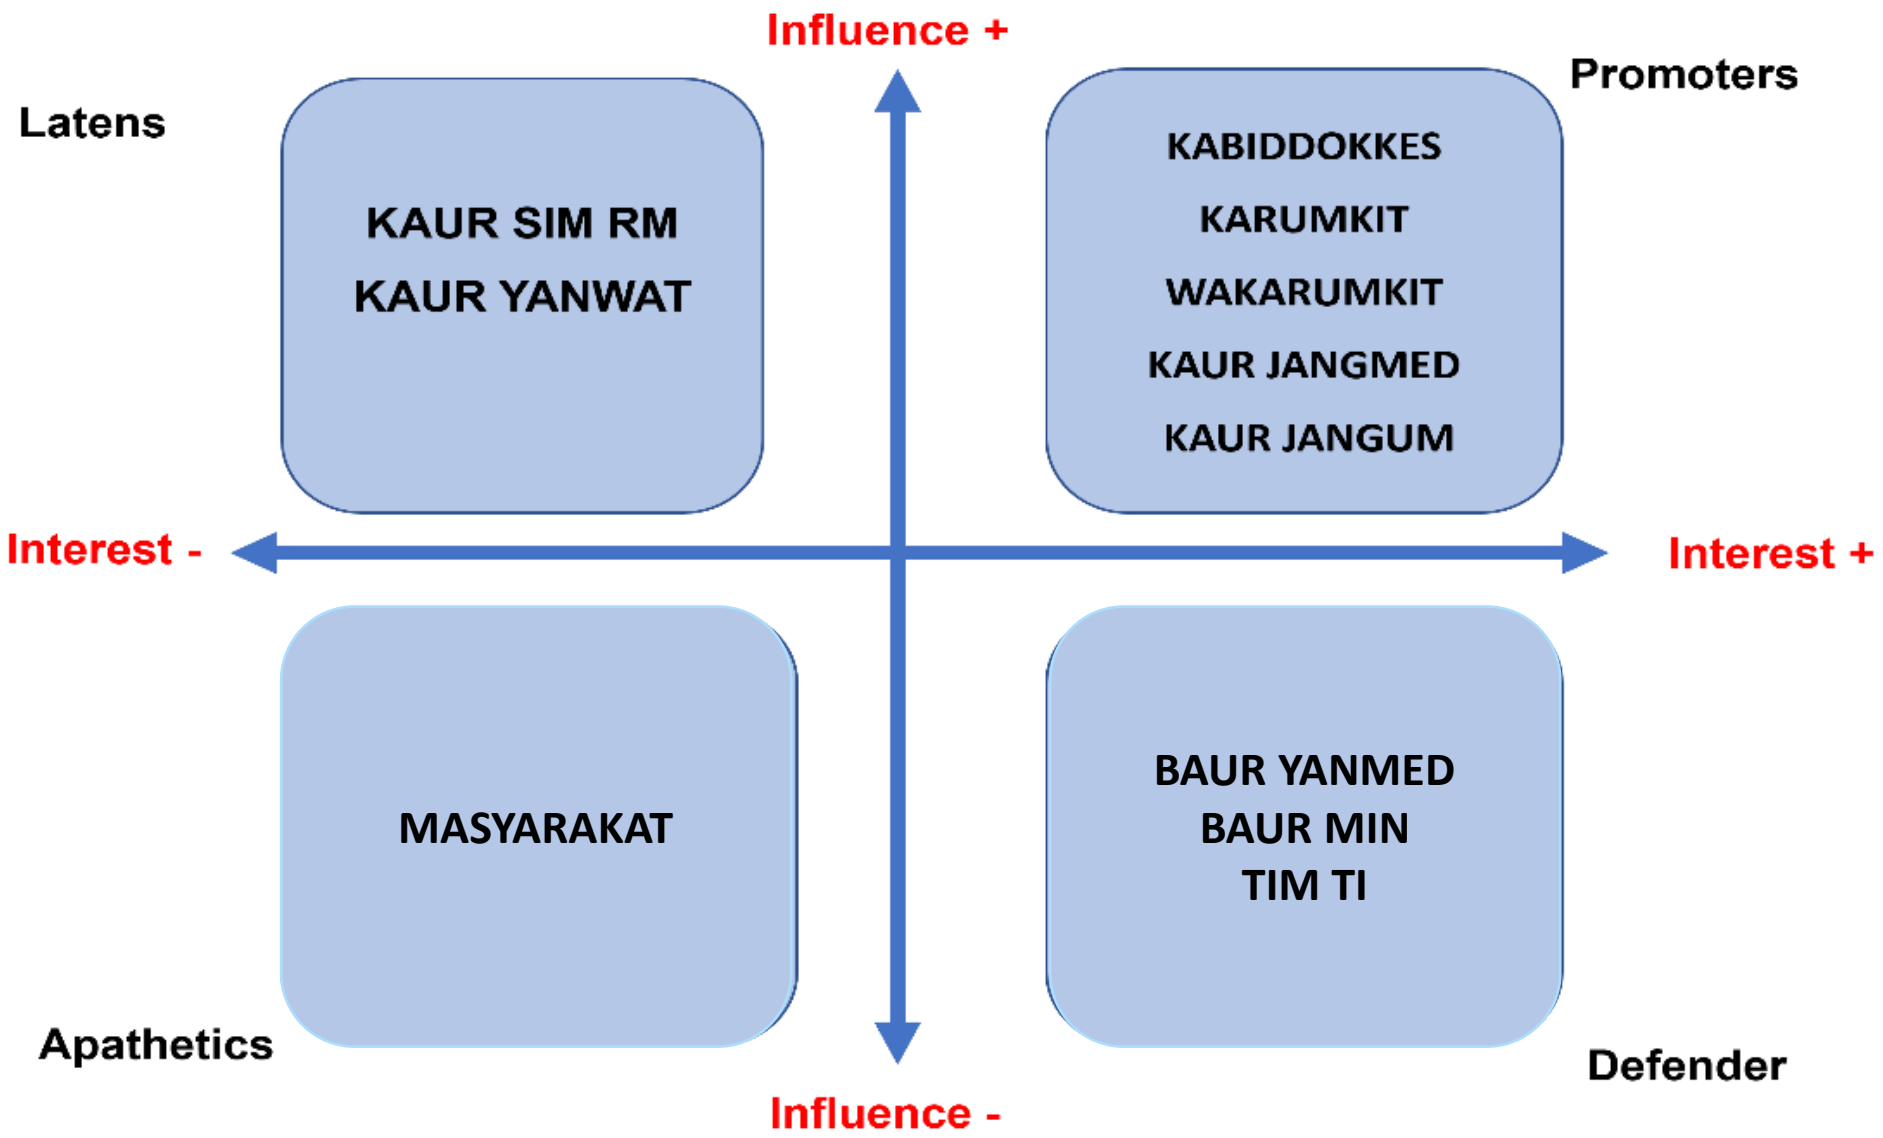 Influence +
Latens
Promoters
KAUR SIM RM
KAUR YANWAT
KABIDDOKKES
KARUMKIT
WAKARUMKIT
KAUR JANGMED
KAUR JANGUM
Interest -
Interest +
MASYARAKAT
BAUR YANMED
BAUR MIN
TIM TI
Apathetics
Defender
Influence -